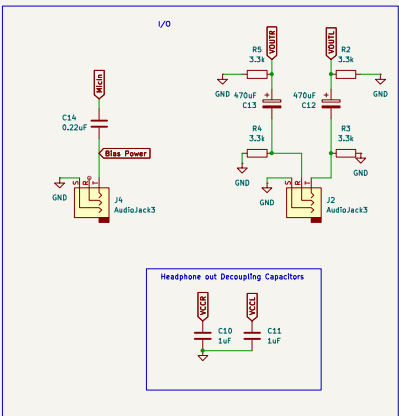 I/O
VOUTR
VOUTL
R5
3.3k
R2
3.3k
GND
GND
MicIn
470uF
C13
470uF
C12
C14
0.22uF
R4
3.3k
R3
3.3k
Bias Power
GND
GND
GND
GND
S
R
T
J4
AudioJack3
S
R
T
J2
AudioJack3
Headphone out Decoupling Capacitors
VCCR
VCCL
C10
1uF
C11
1uF